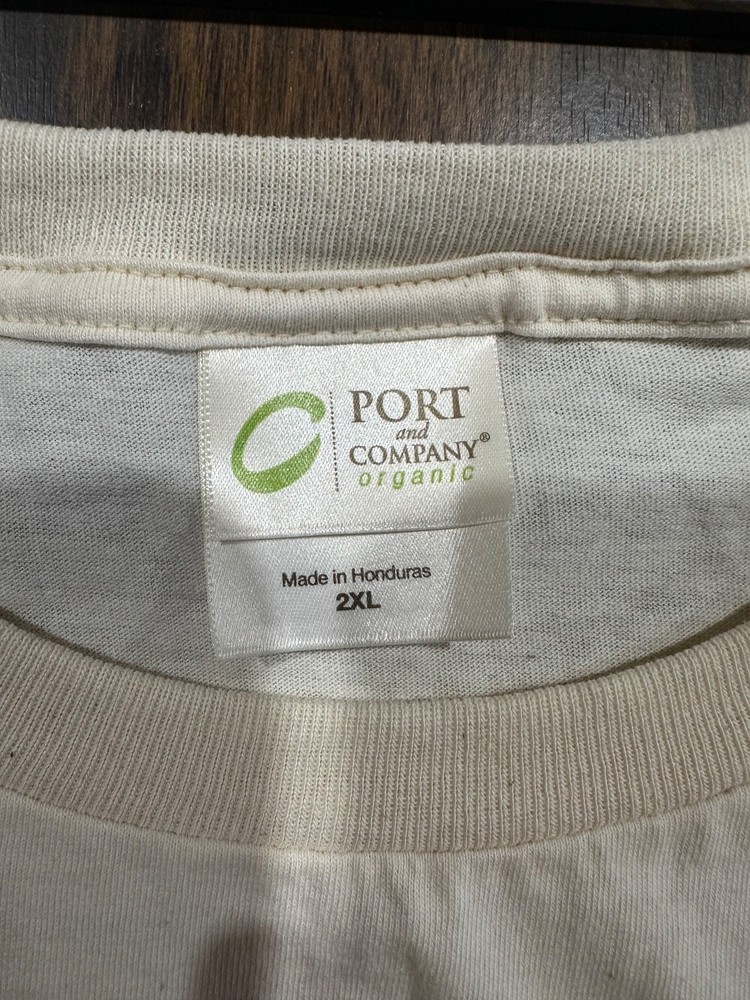 PORT
and
COMPANY®
organic
Made in Honduras
2XL